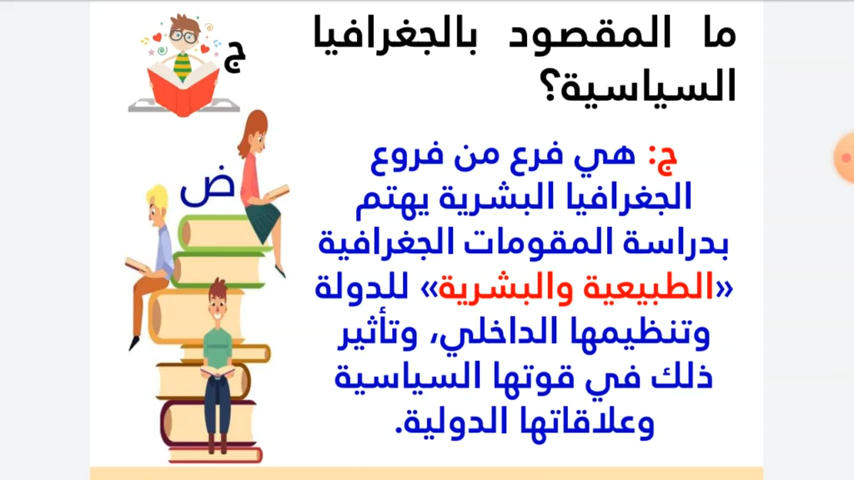 ما المقصود بالجغرافيا
السياسية؟
ج
ض
ج: هي فرع من فروع
الجغرافيا البشرية يهتم
بدراسة المقومات الجغرافية
«الطبيعية والبشرية» للدولة
وتنظيمها الداخلي، وتأثير
ذلك في قوتها السياسية
وعلاقاتها الدولية.